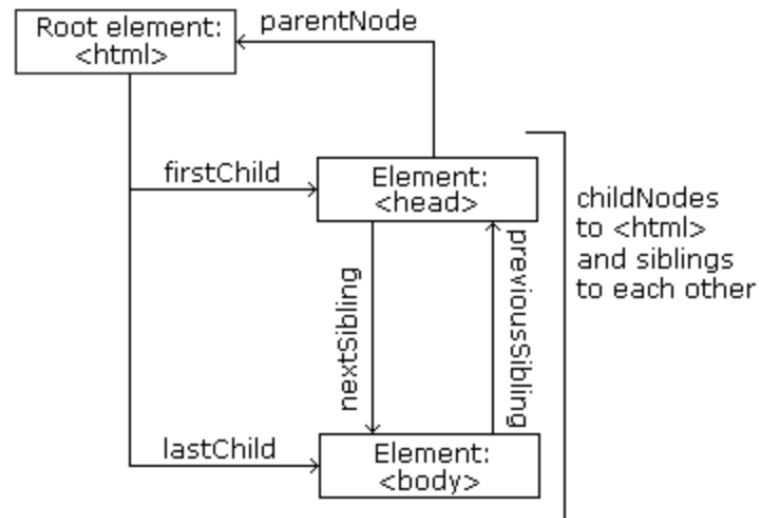 Root element:
<html>
parentNode
firstChild
Element:
<head>
childNodes
to <html>
and siblings
to each other
nextSibling
previousSibling
lastChild
Element:
<body>